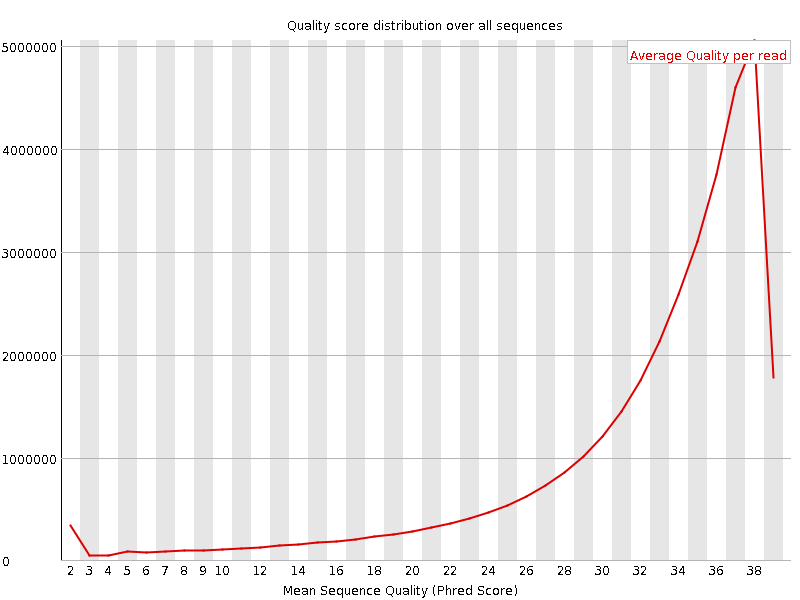 Quality score distribution over all sequences
Average Quality per read
5000000
4000000
3000000
2000000
1000000
0
2 3 4 5 6 7 8 9 10 12 14 16 18 20 22 24 26 28 30 32 34 36 38
Mean Sequence Quality (Phred Score)